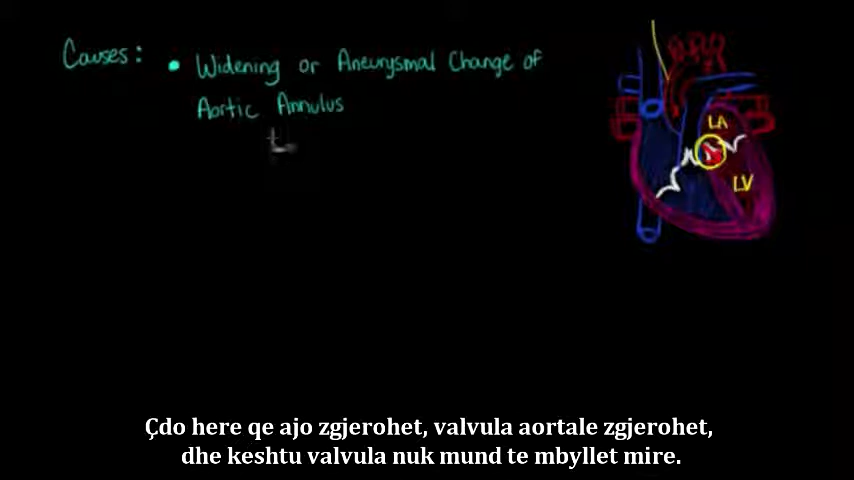 Causes: • Widening or Aneurysmal Change of
Aortic Annulus
LA
LV
Çdo here qe ajo zgjerohet, valvula aortale zgjerohet,
dhe keshtu valvula nuk mund te mbyllet mire.